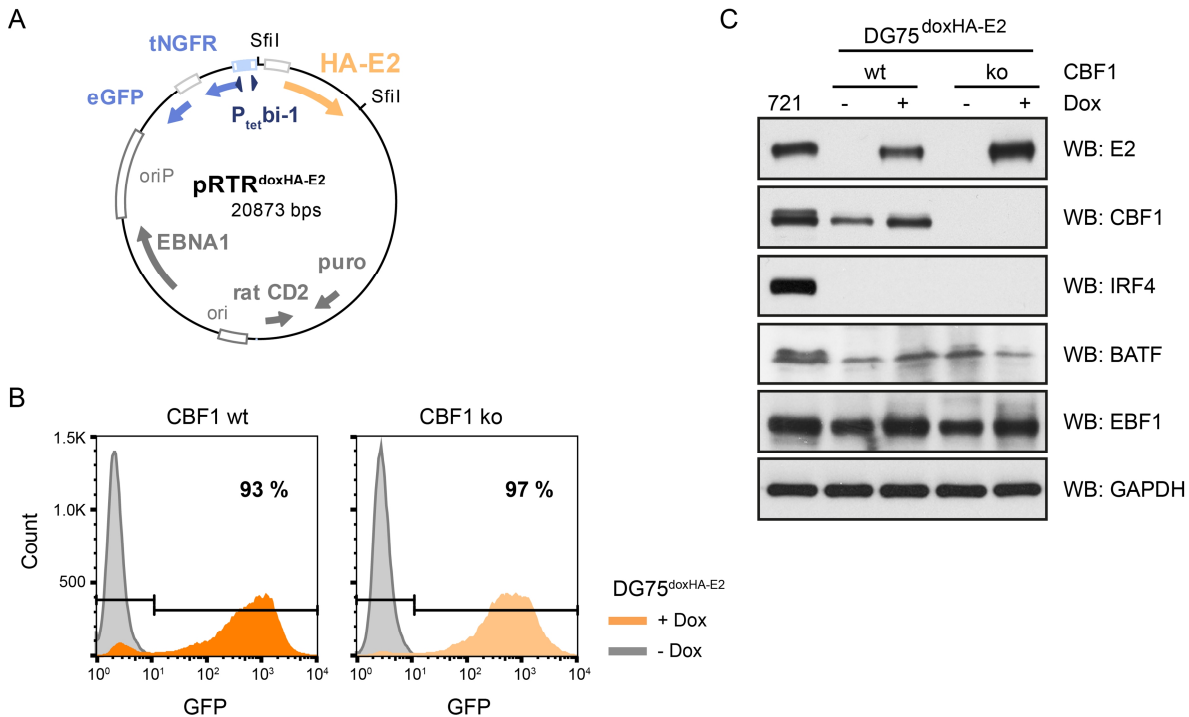 A
tNGFR
SfiI
HA-E2
SfiI
eGFP
Ptetbi-1
oriP
pRTRdoxHA-E2
20873 bps
EBNA1
puro
rat CD2
ori
B
CBF1 wt
CBF1 ko
1.5K
1.0K
500
Count
93 %
97 %
10⁰ 10¹ 10² 10³ 10⁴
10⁰ 10¹ 10² 10³ 10⁴
GFP
GFP
DG75doxHA-E2
+ Dox
- Dox
C
DG75doxHA-E2
wt ko CBF1
721 - + - + Dox
WB: E2
WB: CBF1
WB: IRF4
WB: BATF
WB: EBF1
WB: GAPDH